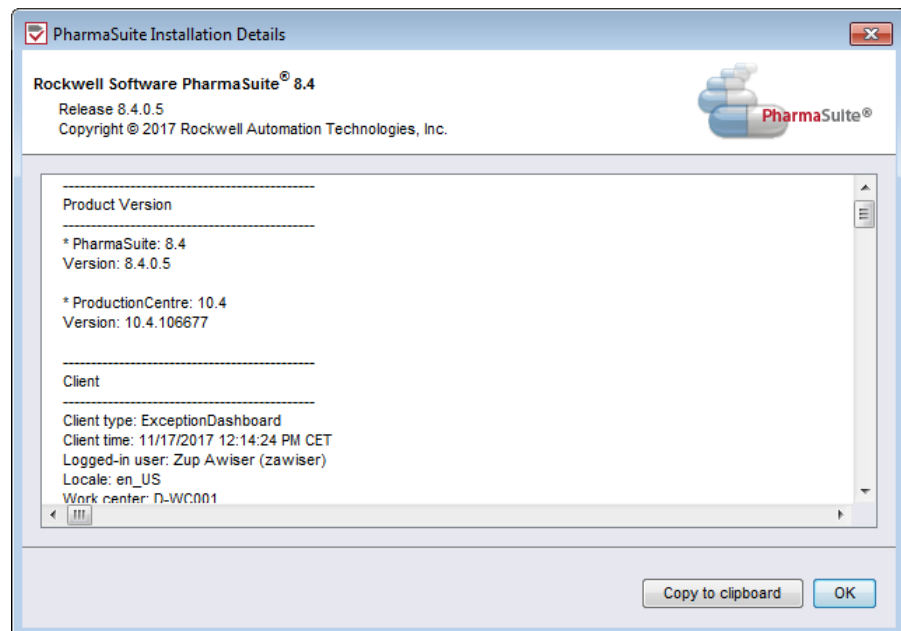 PharmaSuite Installation Details
Rockwell Software PharmaSuite® 8.4
Release 8.4.0.5
Copyright © 2017 Rockwell Automation Technologies, Inc.
PharmaSuite®
----------------------------------------------
Product Version
----------------------------------------------
* PharmaSuite: 8.4
Version: 8.4.0.5
* ProductionCentre: 10.4
Version: 10.4.106677
----------------------------------------------
Client
----------------------------------------------
Client type: ExceptionDashboard
Client time: 11/17/2017 12:14:24 PM CET
Logged-in user: Zup Awiser (zawiser)
Locale: en_US
Work center: D-WC001
Copy to clipboard
OK